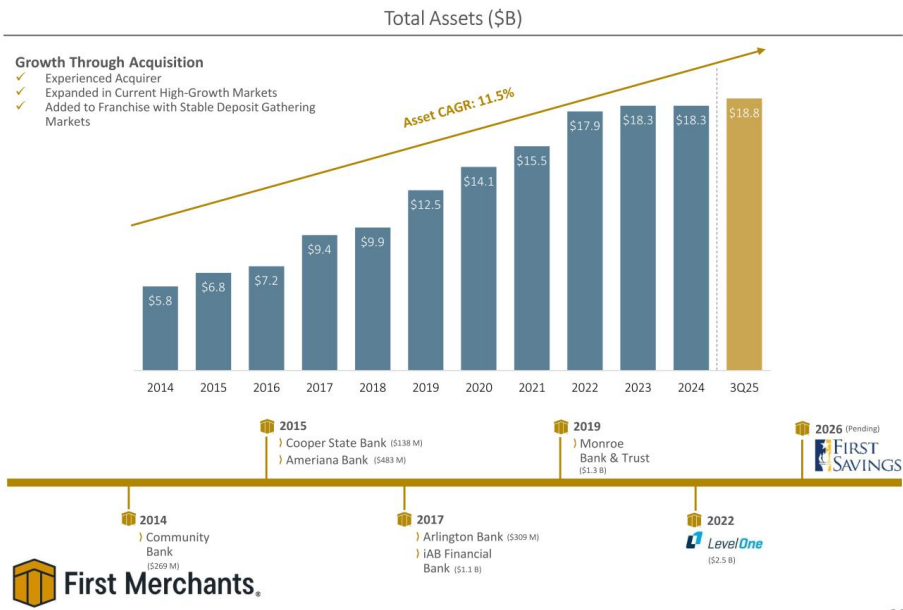 Total Assets ($B)
Growth Through Acquisition
✓ Experienced Acquirer
✓ Expanded in Current High-Growth Markets
✓ Added to Franchise with Stable Deposit Gathering
Markets
Asset CAGR: 11.5%
$5.8
$6.8
$7.2
$9.4
$9.9
$12.5
$14.1
$15.5
$17.9
$18.3
$18.3
$18.8
2014 2015 2016 2017 2018 2019 2020 2021 2022 2023 2024 3Q25
2015
⟩ Cooper State Bank ($138 M)
⟩ Ameriana Bank ($483 M)
2019
⟩ Monroe
Bank & Trust
($1.3 B)
2026 (Pending)
FIRST
SAVINGS
2014
⟩ Community
Bank
($269 M)
2017
⟩ Arlington Bank ($309 M)
⟩ iAB Financial
Bank ($1.1 B)
2022
LevelOne
($2.5 B)
First Merchants®